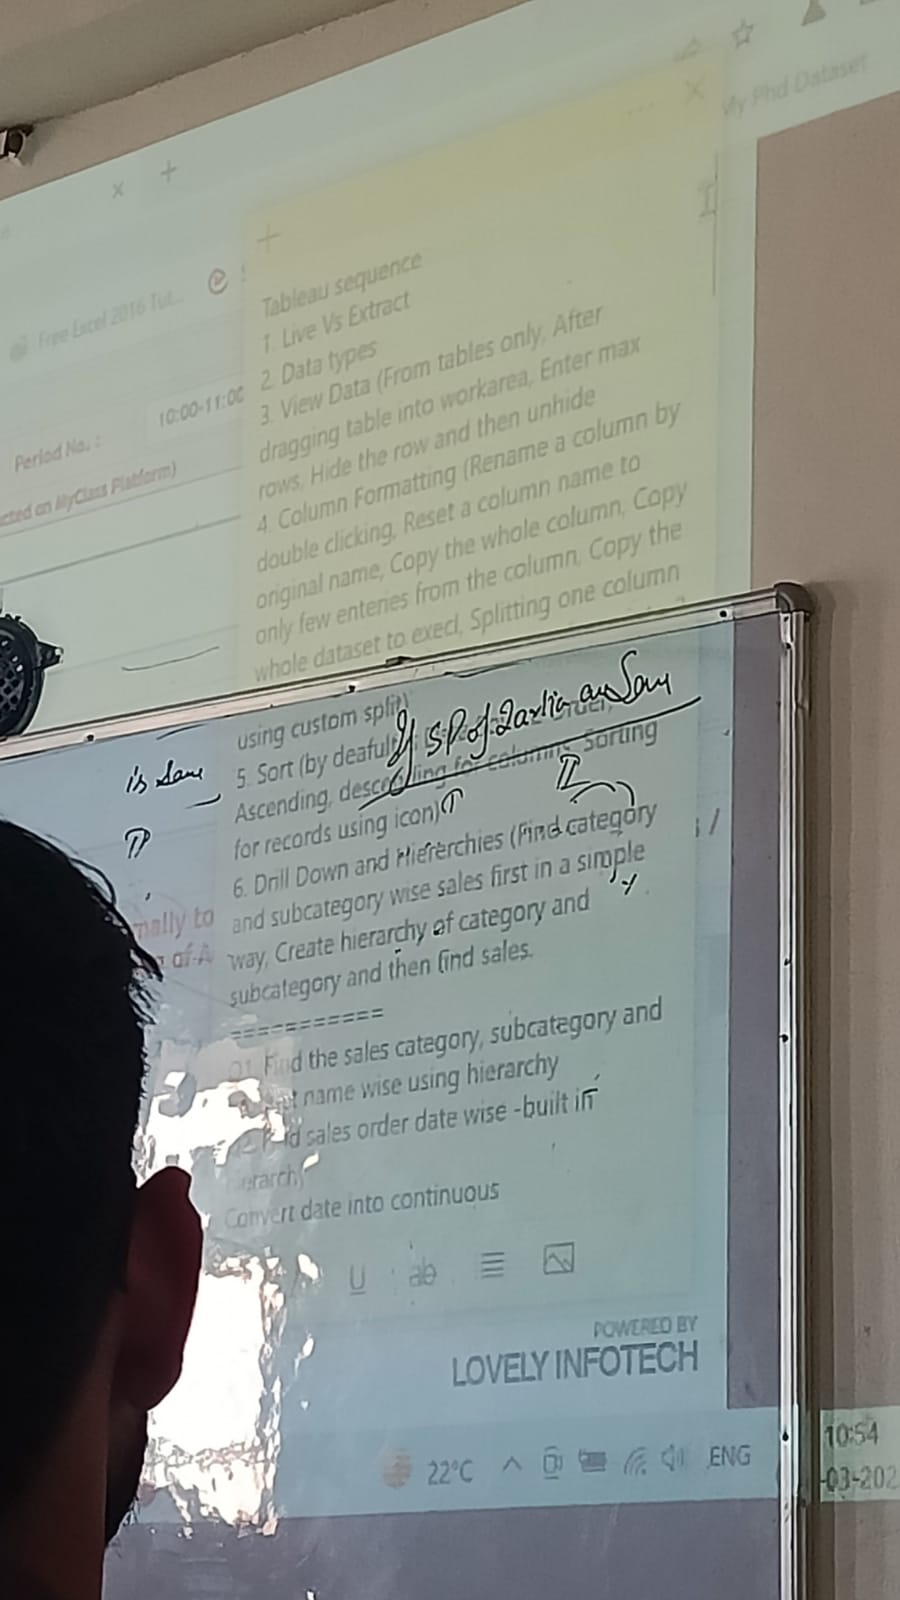 My Phd Dataset
Free Excel 2016 Tut...
Period No. :
10:00-11:00
cted on MyClass Platform)
Tableau sequence
1. Live Vs Extract
2. Data types
3. View Data (From tables only, After
dragging table into workarea, Enter max
rows, Hide the row and then unhide
4. Column Formatting (Rename a column by
double clicking, Reset a column name to
original name, Copy the whole column, Copy
only few enteries from the column, Copy the
whole dataset to execl, Splitting one column
using custom split)
If SP of are Same
is Same
5. Sort (by deafult
Ascending, descending for column, Sorting
for records using icon)
6. Drill Down and Hiererchies (Find category
and subcategory wise sales first in a simple
way, Create hierarchy of category and
subcategory and then find sales.
nally to
of A
===========
Q1. Find the sales category, subcategory and
name wise using hierarchy
sales order date wise -built in
erarchy
Convert date into continuous
U ab
POWERED BY
LOVELY INFOTECH
22°C ENG
10:54
-03-202